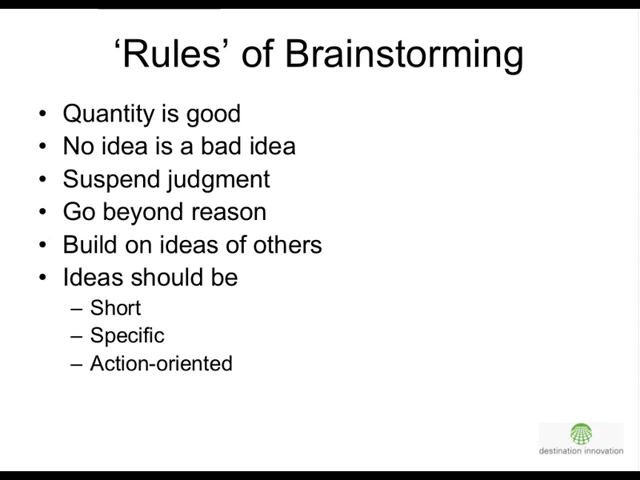 ‘Rules’ of Brainstorming
• Quantity is good
• No idea is a bad idea
• Suspend judgment
• Go beyond reason
• Build on ideas of others
• Ideas should be
– Short
– Specific
– Action-oriented
destination innovation